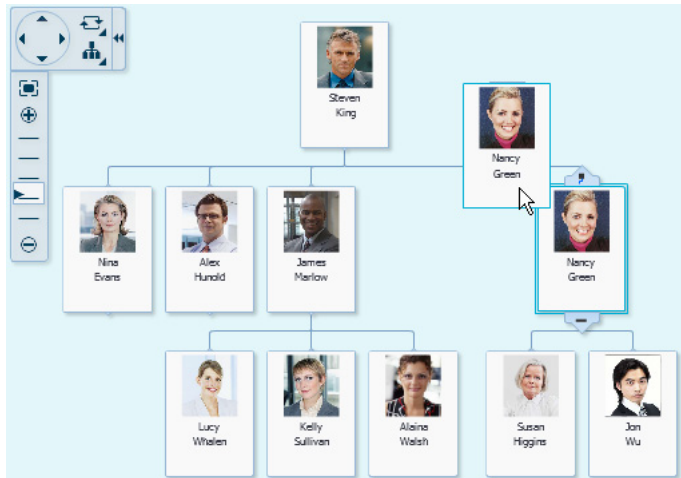 Steven
King
Nancy
Green
Nina
Evans
Alex
Hunold
James
Marlow
Nancy
Green
Lucy
Whalen
Kelly
Sullivan
Alaina
Walsh
Susan
Higgins
Jon
Wu